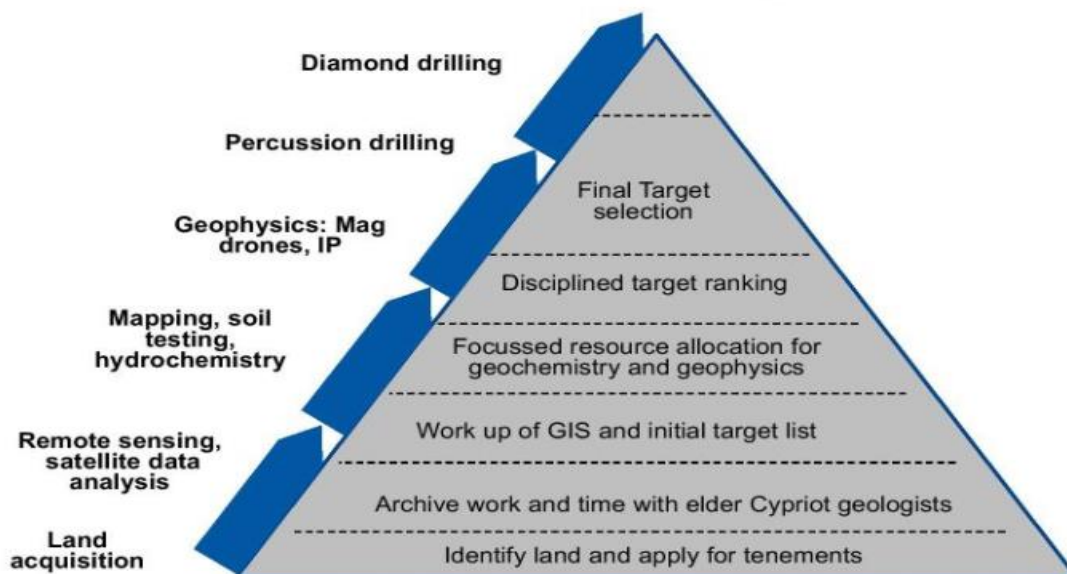 Diamond drilling
Percussion drilling
Geophysics: Mag
drones, IP
Mapping, soil
testing,
hydrochemistry
Remote sensing,
satellite data
analysis
Land
acquisition
Final Target
selection
Disciplined target ranking
Focussed resource allocation for
geochemistry and geophysics
Work up of GIS and initial target list
Archive work and time with elder Cypriot geologists
Identify land and apply for tenements